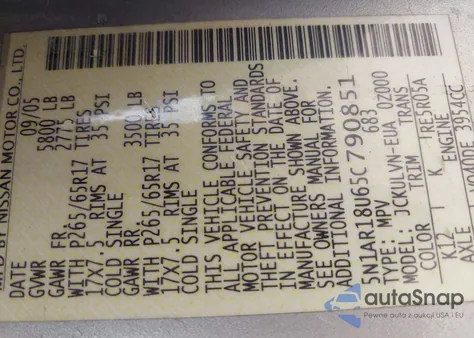 MFD BY NISSAN MOTOR CO., LTD.
DATE 09/05
GVWR 5800 LB
GAWR FR. 2775 LB
WITH P265/65R17 TIRES
17X7.5 RIMS AT 35 PSI
COLD SINGLE
GAWR RR. 3300 LB
WITH P265/65R17 TIRES
17X7.5 RIMS AT 35 PSI
COLD SINGLE
THIS VEHICLE CONFORMS TO
ALL APPLICABLE FEDERAL
MOTOR VEHICLE SAFETY AND
THEFT PREVENTION STANDARDS
IN EFFECT ON THE DATE OF
MANUFACTURE SHOWN ABOVE.
SEE OWNERS MANUAL FOR
ADDITIONAL INFORMATION.
5N1AR18U65C790851
TYPE: MPV 683
MODEL: JCKULVN-EUA 0Z000
COLOR TRIM TRANS
K12 I K TRE5R05A
AXLE ENGINE
VQ40DE 3954CC
autaSnap
Pewne auta z aukcji USA i EU